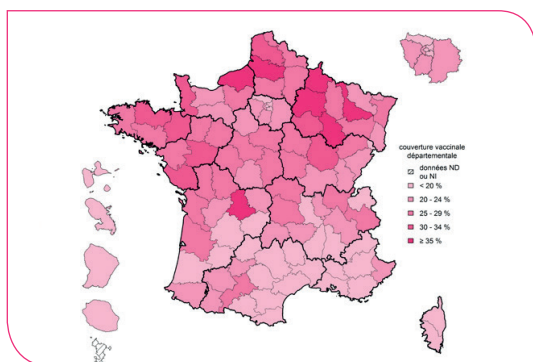 couverture vaccinale
départementale
données ND
ou NI
< 20 %
20 - 24 %
25 - 29 %
30 - 34 %
≥ 35 %